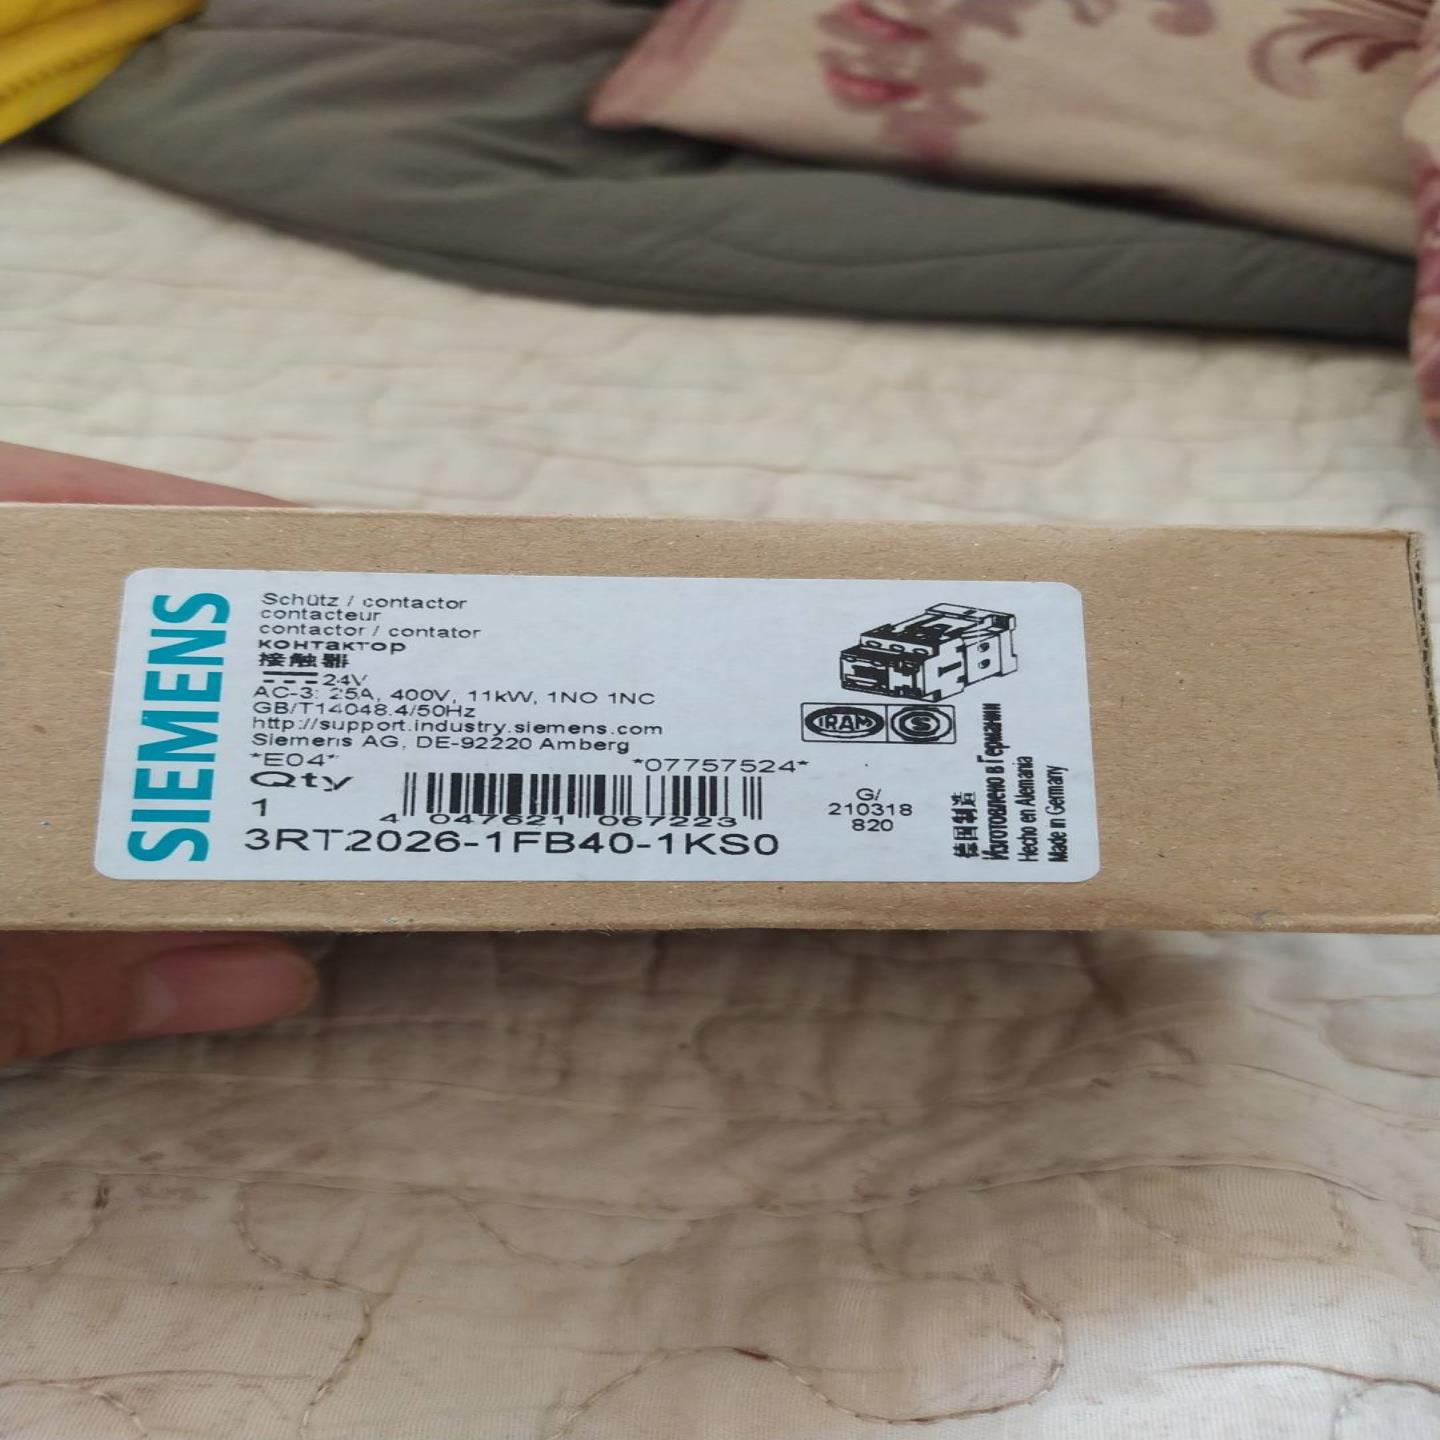 SIEMENS
Schütz / contactor
contacteur
contactor / contator
контактор
接触器
24V
AC-3: 25A, 400V, 11kW, 1NO 1NC
GB/T14048.4/50Hz
http://support.industry.siemens.com
Siemens AG, DE-92220 Amberg
*E04*
*07757524*
Qty
1
4 047621 067223
3RT2026-1FB40-1KS0
IRAM
S
G/
210318
820
德国制造
Изготовлено в Германии
Hecho en Alemania
Made in Germany